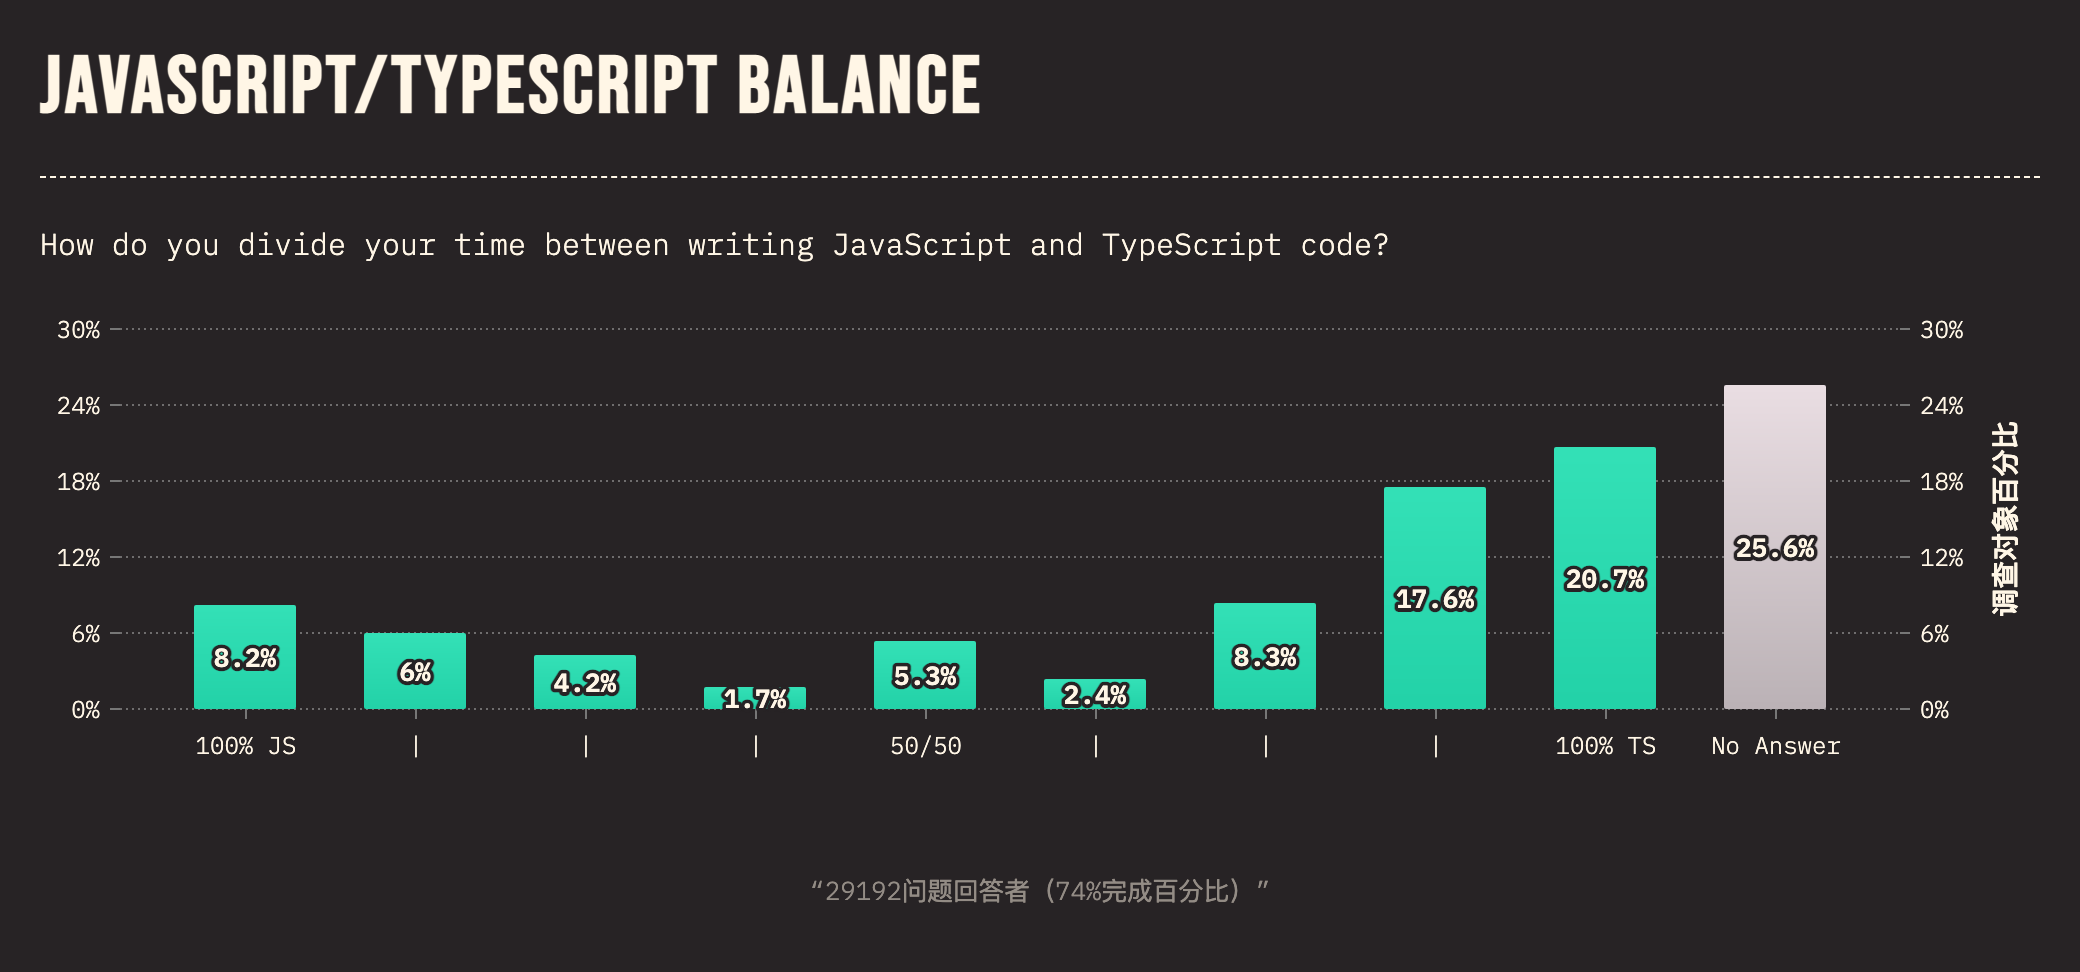 JAVASCRIPT/TYPESCRIPT BALANCE
How do you divide your time between writing JavaScript and TypeScript code?
30% 30%
24% 24%
18% 18%
12% 12%
6% 6%
0% 0%
调查对象百分比
8.2% 6% 4.2% 1.7% 5.3% 2.4% 8.3% 17.6% 20.7% 25.6%
100% JS | | | 50/50 | | | 100% TS No Answer
“29192问题回答者（74%完成百分比）”